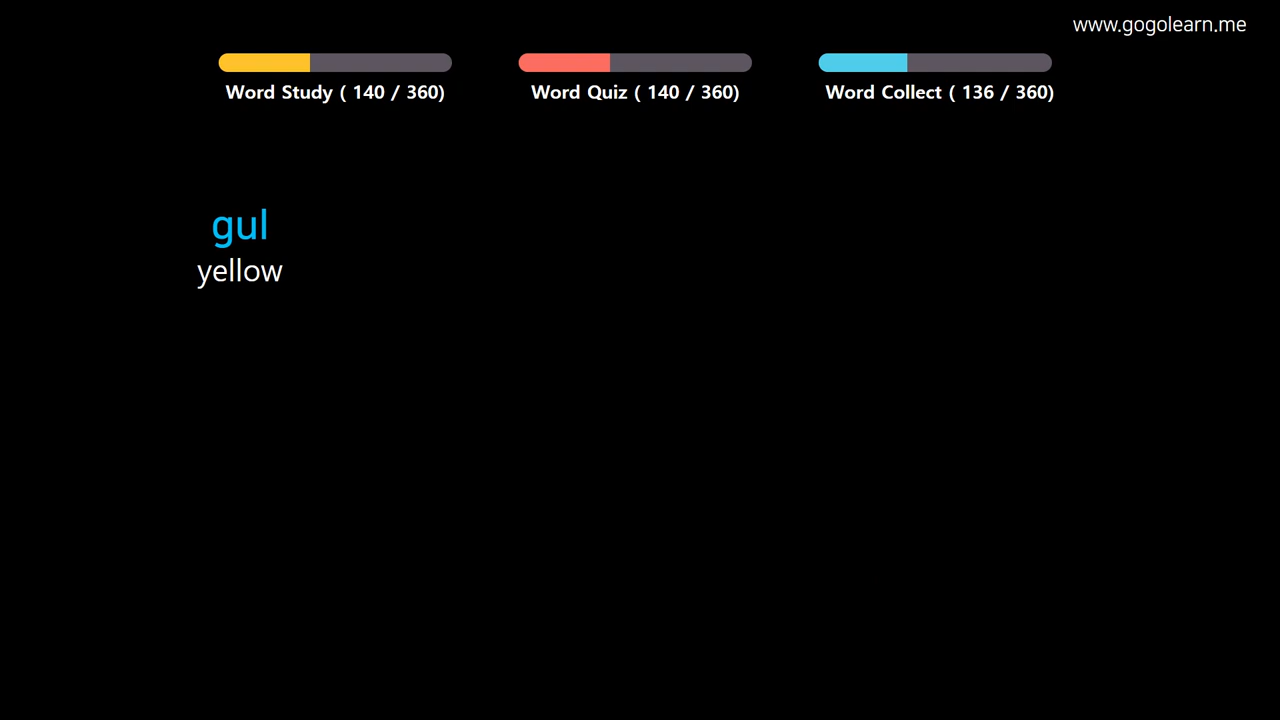 www.gogolearn.me
Word Study ( 140 / 360)
Word Quiz ( 140 / 360)
Word Collect ( 136 / 360)
gul
yellow